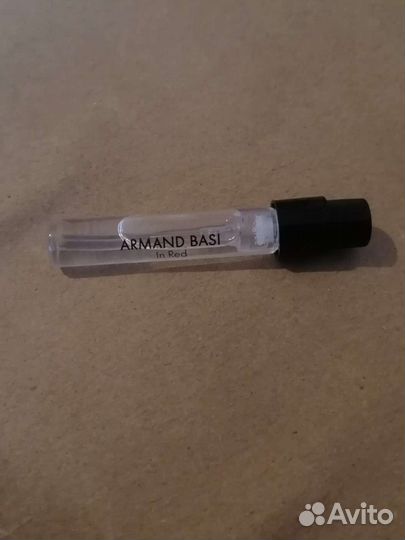 ARMAND BASI
In Red
Avito